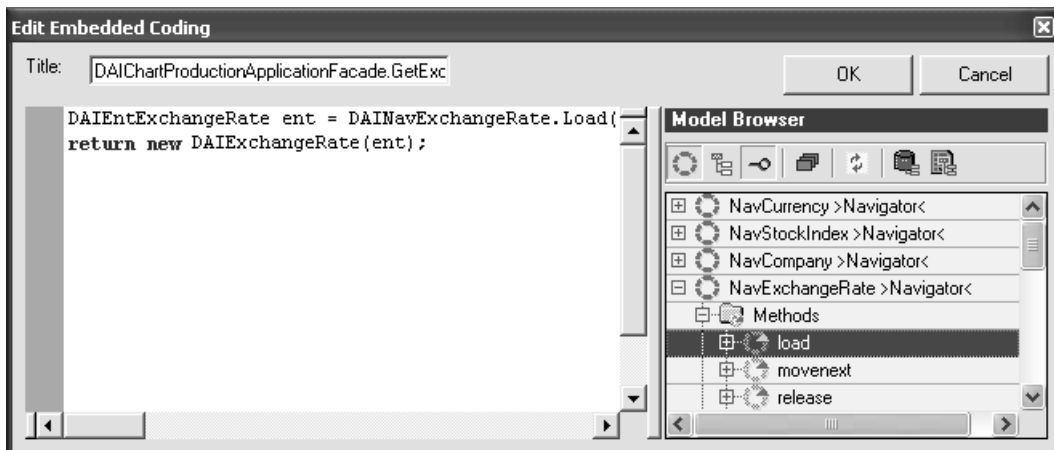 Edit Embedded Coding
Title:
DAIChartProductionApplicationFacade.GetExc
OK
Cancel
DAIEntExchangeRate ent = DAINavExchangeRate.Load(
return new DAIExchangeRate(ent);
Model Browser
NavCurrency >Navigator<
NavStockIndex >Navigator<
NavCompany >Navigator<
NavExchangeRate >Navigator<
Methods
load
movenext
release